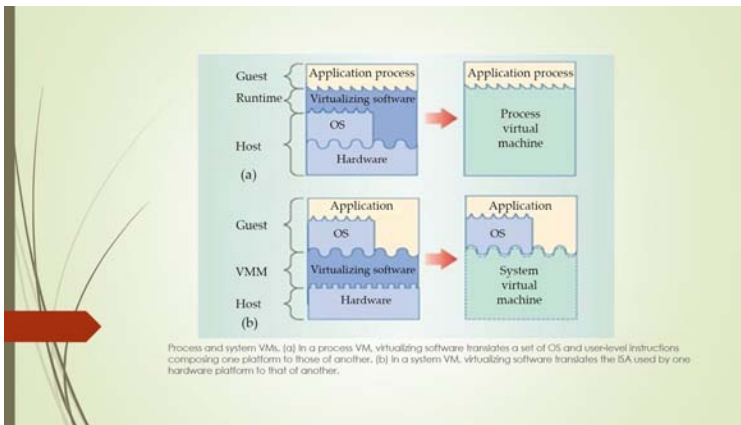 Guest
Application process
Application process
Runtime
Virtualizing software
OS
Process
virtual
machine
Host
Hardware
(a)
Application
Application
Guest
OS
OS
VMM
Virtualizing software
System
virtual
machine
Host
Hardware
(b)
Process and system VMs. (a) In a process VM, virtualizing software translates a set of OS and user-level instructions
composing one platform to those of another. (b) In a system VM, virtualizing software translates the ISA used by one
hardware platform to that of another.